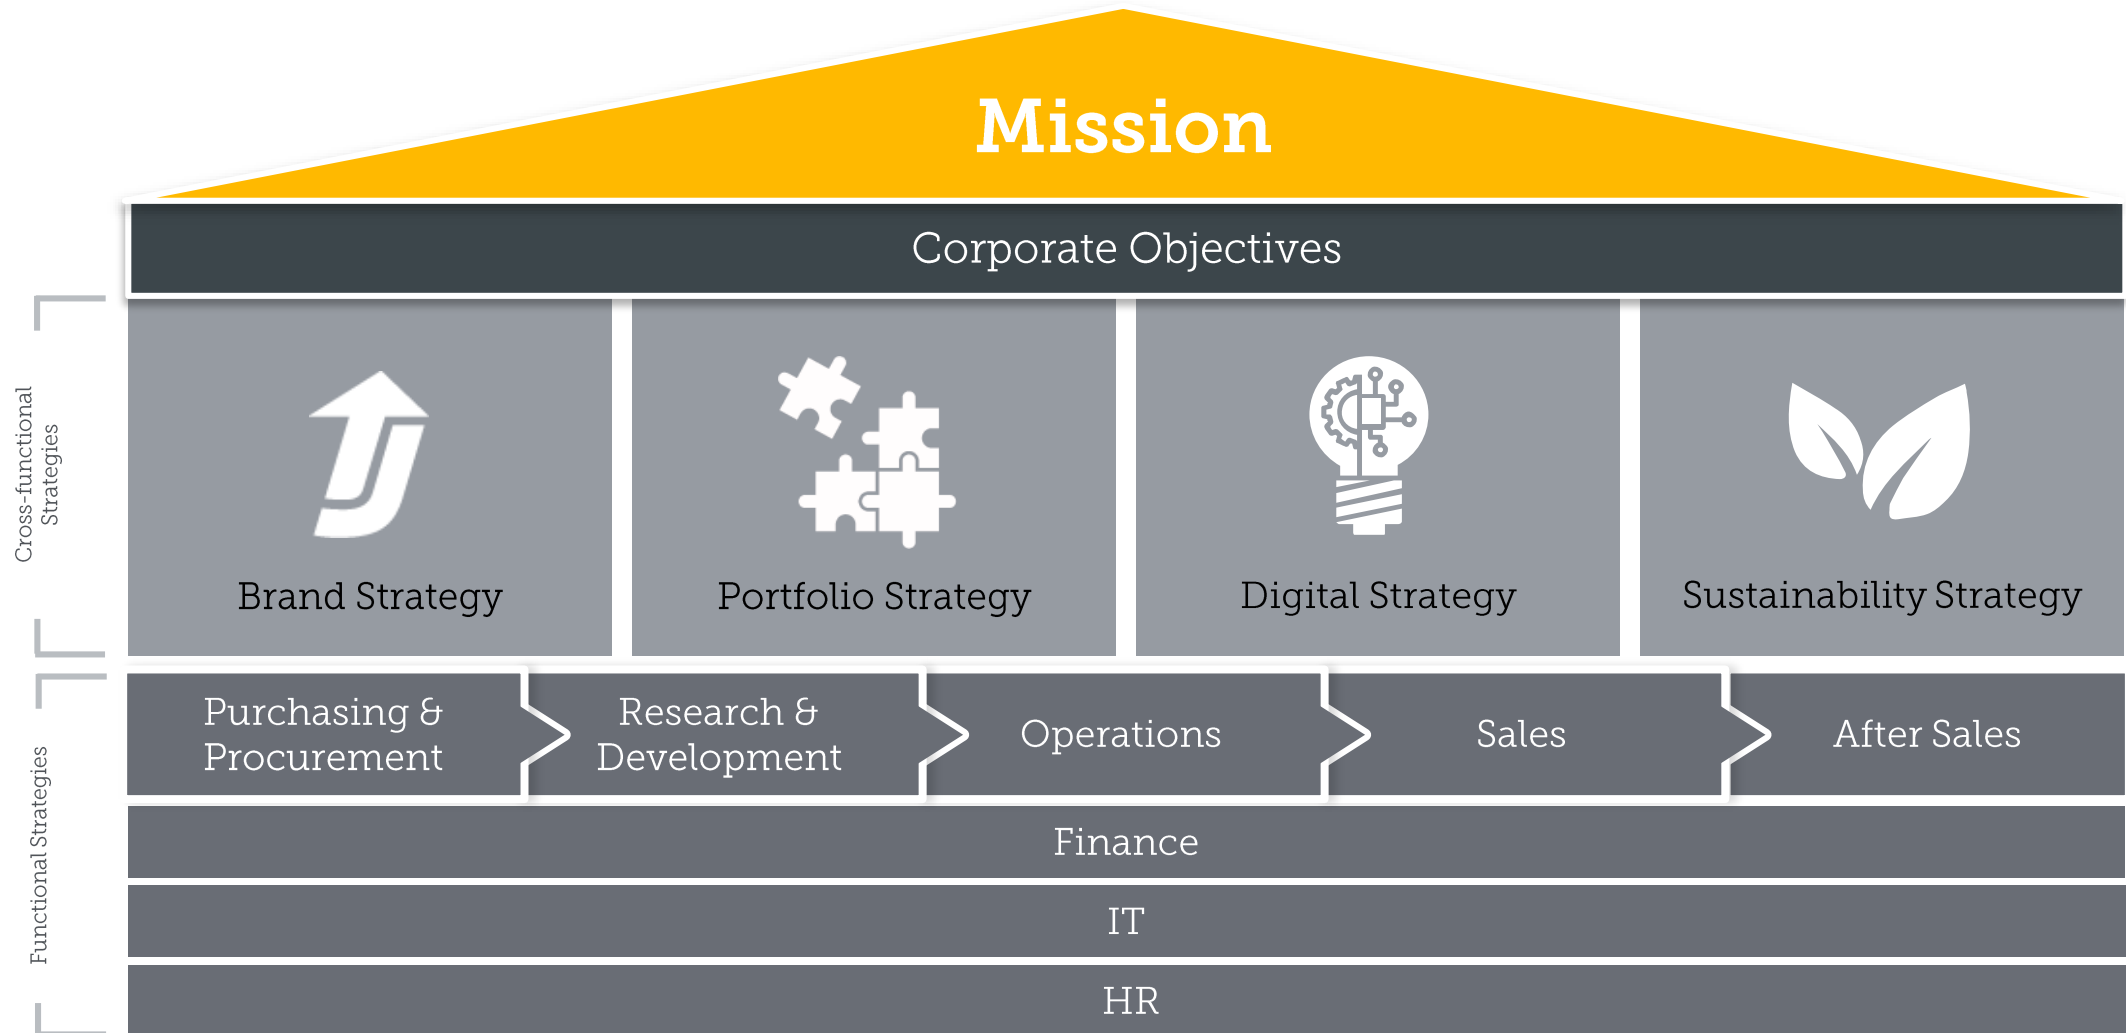 Mission
Corporate Objectives
Cross-functional
Strategies
Brand Strategy
Portfolio Strategy
Digital Strategy
Sustainability Strategy
Functional Strategies
Purchasing &
Procurement
Research &
Development
Operations
Sales
After Sales
Finance
IT
HR